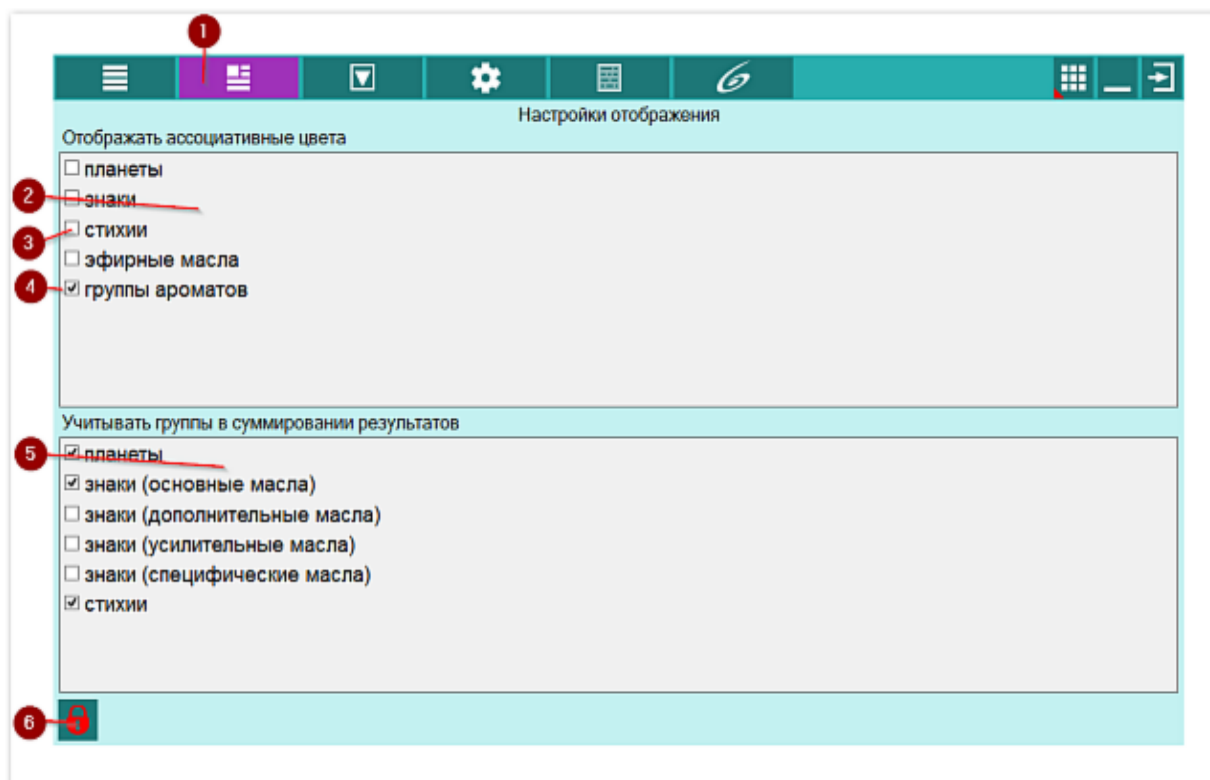 1
Настройки отображения
Отображать ассоциативные цвета
планеты
2 знаки
3 стихии
эфирные масла
4 группы ароматов
Учитывать группы в суммировании результатов
5 планеты
знаки (основные масла)
знаки (дополнительные масла)
знаки (усилительные масла)
знаки (специфические масла)
стихии
6